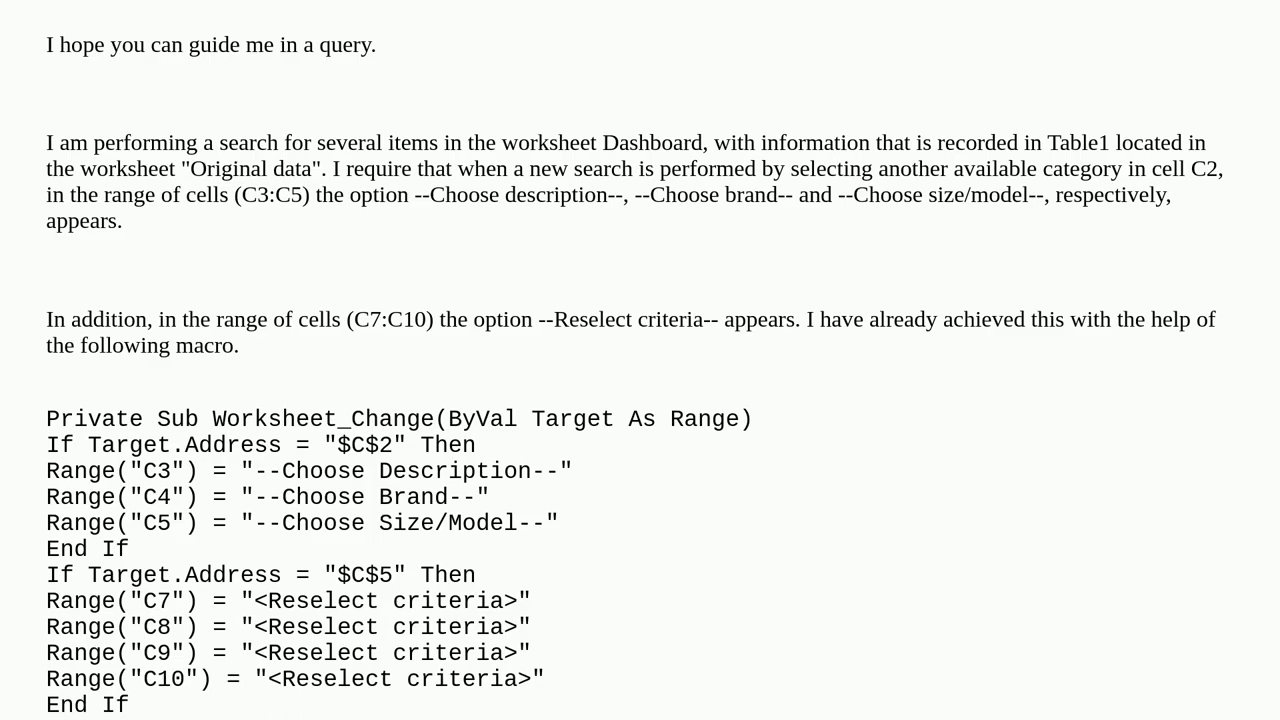 I hope you can guide me in a query.
I am performing a search for several items in the worksheet Dashboard, with information that is recorded in Table1 located in
the worksheet "Original data". I require that when a new search is performed by selecting another available category in cell C2,
in the range of cells (C3:C5) the option --Choose description--, --Choose brand-- and --Choose size/model--, respectively,
appears.
In addition, in the range of cells (C7:C10) the option --Reselect criteria-- appears. I have already achieved this with the help of
the following macro.
Private Sub Worksheet_Change(ByVal Target As Range)
If Target.Address = "$C$2" Then
Range("C3") = "--Choose Description--"
Range("C4") = "--Choose Brand--"
Range("C5") = "--Choose Size/Model--"
End If
If Target.Address = "$C$5" Then
Range("C7") = "<Reselect criteria>"
Range("C8") = "<Reselect criteria>"
Range("C9") = "<Reselect criteria>"
Range("C10") = "<Reselect criteria>"
End If